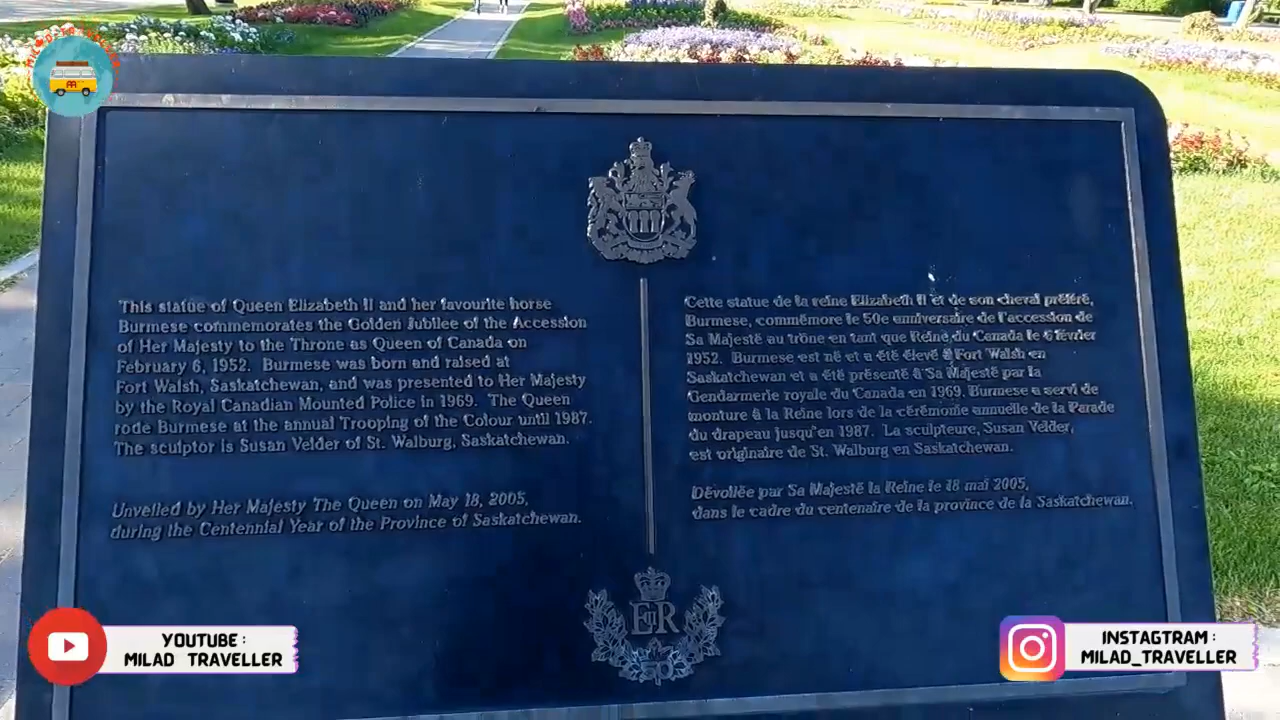 This statue of Queen Elizabeth II and her favourite horse
Burmese commemorates the Golden Jubilee of the Accession
of Her Majesty to the Throne as Queen of Canada on
February 6, 1952. Burmese was born and raised at
Fort Walsh, Saskatchewan, and was presented to Her Majesty
by the Royal Canadian Mounted Police in 1969. The Queen
rode Burmese at the annual Trooping of the Colour until 1987.
The sculptor is Susan Velder of St. Walburg, Saskatchewan.
Unveiled by Her Majesty The Queen on May 18, 2005,
during the Centennial Year of the Province of Saskatchewan.
Cette statue de la reine Elizabeth II et de son cheval préféré,
Burmese, commémore le 50e anniversaire de l'accession de
Sa Majesté au trône en tant que Reine du Canada le 6 février
1952. Burmese est né et a été élevé à Fort Walsh en
Saskatchewan et a été présenté à Sa Majesté par la
Gendarmerie royale du Canada en 1969. Burmese a servi de
monture à la Reine lors de la cérémonie annuelle de la Parade
du drapeau jusqu'en 1987. La sculpteure, Susan Velder,
est originaire de St. Walburg en Saskatchewan.
Dévoilée par Sa Majesté la Reine le 18 mai 2005,
dans le cadre du centenaire de la province de la Saskatchewan.
EIIR
YOUTUBE :
MILAD TRAVELLER
INSTAGTRAM :
MILAD_TRAVELLER